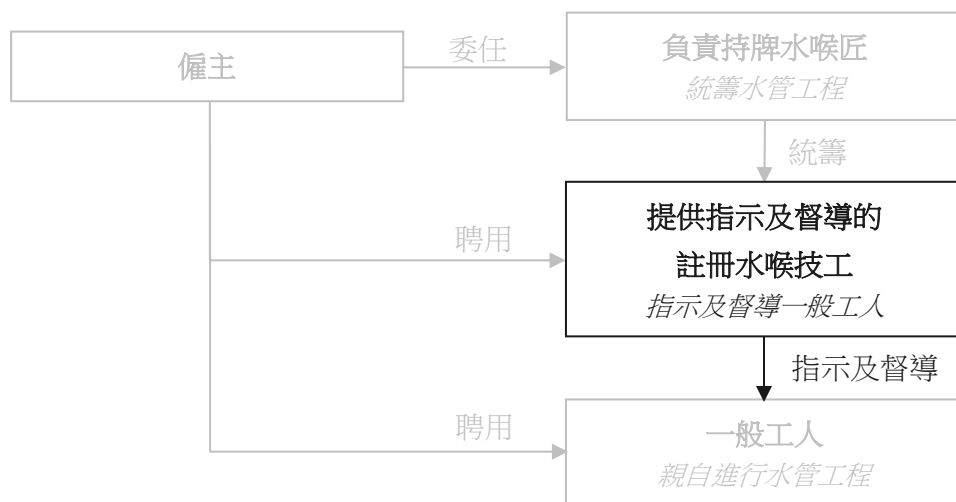 僱主
委任
負責持牌水喉匠
統籌水管工程
統籌
聘用
提供指示及督導的
註冊水喉技工
指示及督導一般工人
指示及督導
聘用
一般工人
親自進行水管工程